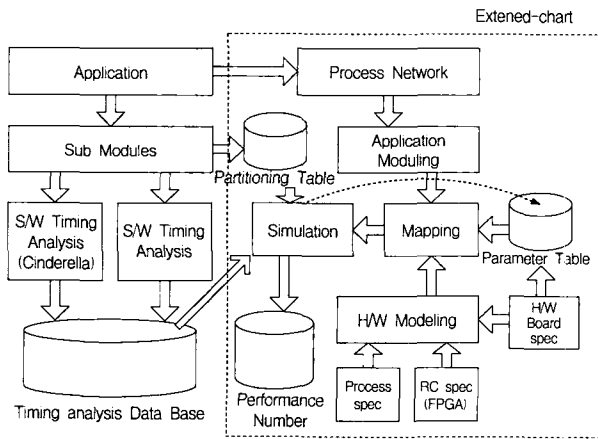 Extened-chart
Application
Process Network
Sub Modules
Partitioning Table
Application
Moduling
S/W Timing
Analysis
(Cinderella)
S/W Timing
Analysis
Simulation
Mapping
Parameter Table
H/W Modeling
H/W
Board
spec
Process
spec
RC spec
(FPGA)
Timing analysis Data Base
Performance
Number